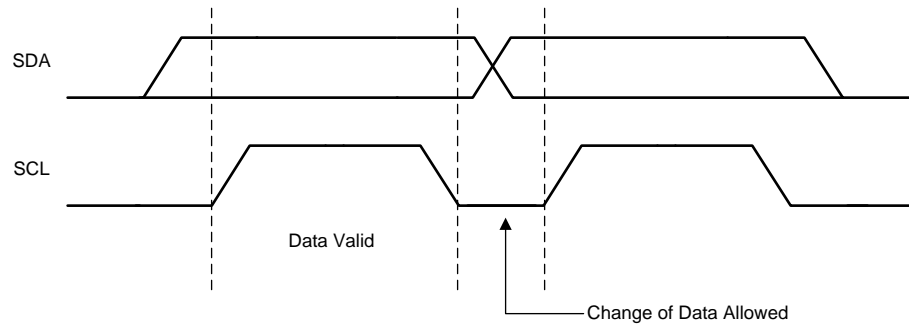 SDA
SCL
Data Valid
Change of Data Allowed